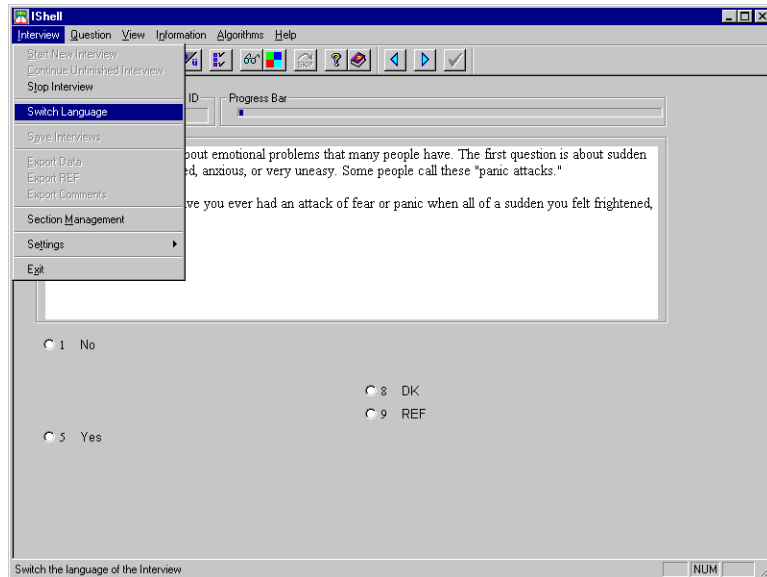 IShell
Interview Question View Information Algorithms Help
Start New Interview
Continue Unfinished Interview
Stop Interview
Switch Language
Save Interviews
Export Data
Export REF
Export Comments
Section Management
Settings
Exit
ID
Progress Bar
out emotional problems that many people have. The first question is about sudden
ed, anxious, or very uneasy. Some people call these "panic attacks."
ve you ever had an attack of fear or panic when all of a sudden you felt frightened,
1 No
8 DK
9 REF
5 Yes
Switch the language of the Interview
NUM